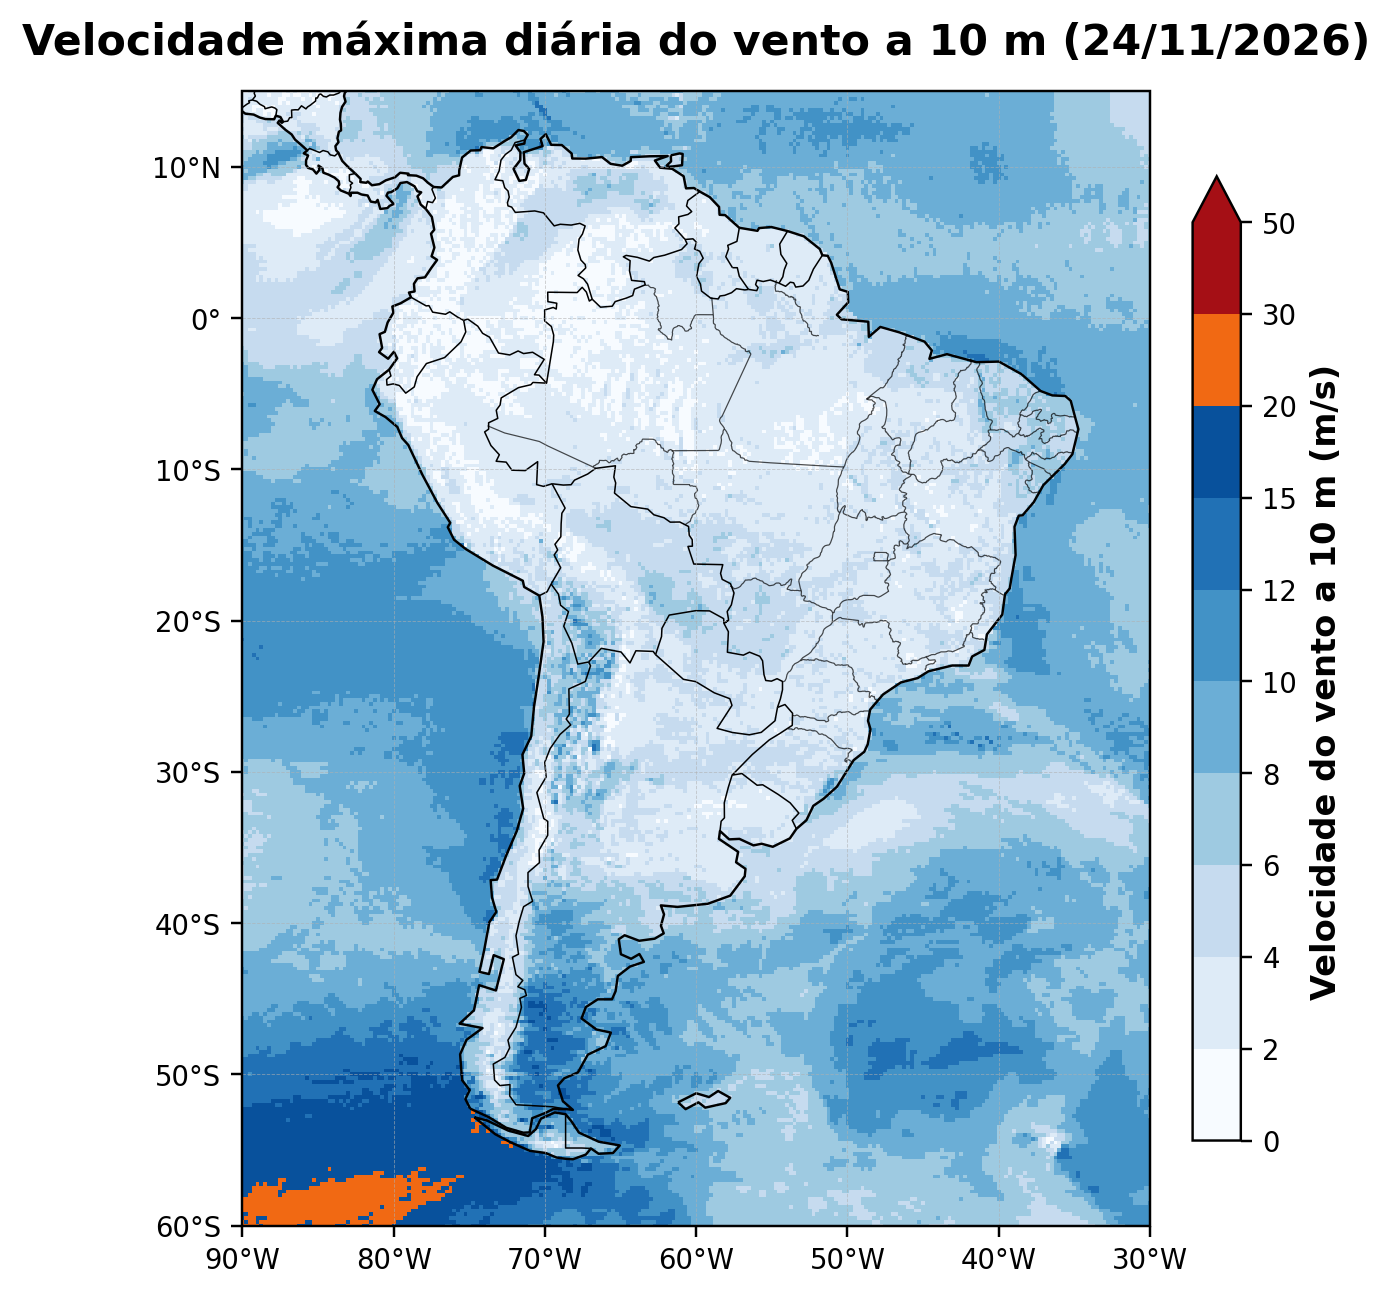 Velocidade máxima diária do vento a 10 m (24/11/2026)
10°N
0°
10°S
20°S
30°S
40°S
50°S
60°S
90°W
80°W
70°W
60°W
50°W
40°W
30°W
50
30
20
15
12
10
8
6
4
2
0
Velocidade do vento a 10 m (m/s)